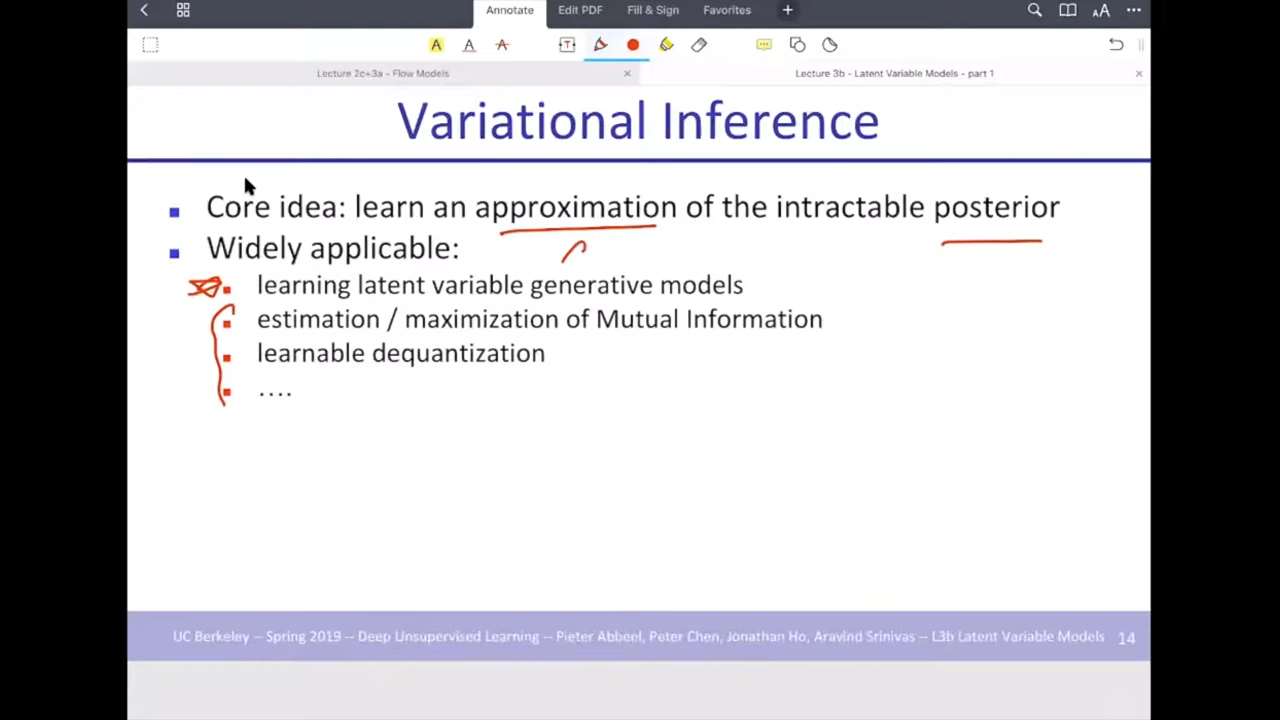 Annotate Edit PDF Fill & Sign Favorites
Lecture 2c+3a - Flow Models Lecture 3b - Latent Variable Models - part 1
Variational Inference
Core idea: learn an approximation of the intractable posterior
Widely applicable:
learning latent variable generative models
estimation / maximization of Mutual Information
learnable dequantization
....
UC Berkeley -- Spring 2019 -- Deep Unsupervised Learning -- Pieter Abbeel, Peter Chen, Jonathan Ho, Aravind Srinivas -- L3b Latent Variable Models 14